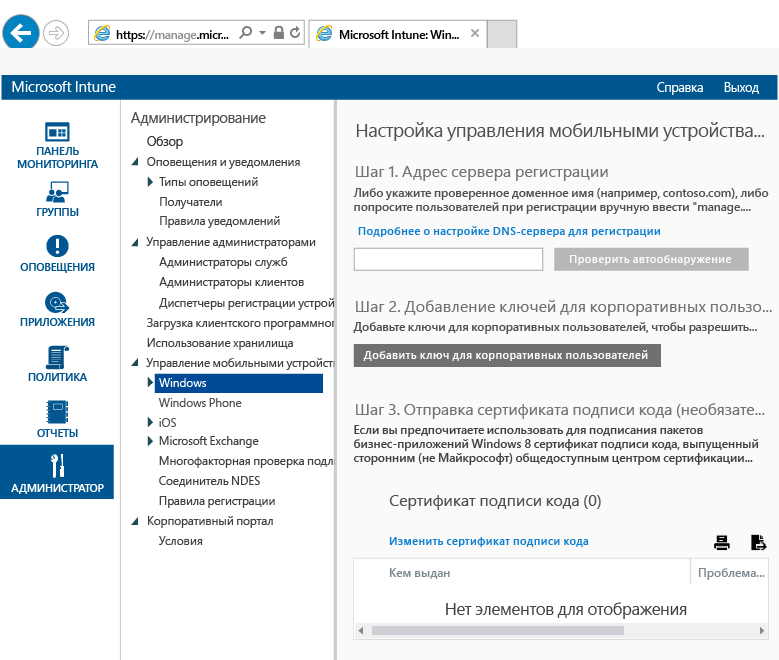 https://manage.micr...
Microsoft Intune: Win...
Microsoft Intune
Справка
Выход
ПАНЕЛЬ
МОНИТОРИНГА
ГРУППЫ
ОПОВЕЩЕНИЯ
ПРИЛОЖЕНИЯ
ПОЛИТИКА
ОТЧЕТЫ
АДМИНИСТРАТОР
Администрирование
Обзор
Оповещения и уведомления
Типы оповещений
Получатели
Правила уведомлений
Управление администраторами
Администраторы служб
Администраторы клиентов
Диспетчеры регистрации устрой
Загрузка клиентского программног
Использование хранилища
Управление мобильными устройст
Windows
Windows Phone
iOS
Microsoft Exchange
Многофакторная проверка подл
Соединитель NDES
Правила регистрации
Корпоративный портал
Условия
Настройка управления мобильными устройства...
Шаг 1. Адрес сервера регистрации
Либо укажите проверенное доменное имя (например, contoso.com), либо
попросите пользователей при регистрации вручную ввести "manage....
Подробнее о настройке DNS-сервера для регистрации
Проверить автообнаружение
Шаг 2. Добавление ключей для корпоративных пользо...
Добавьте ключи для корпоративных пользователей, чтобы разрешить...
Добавить ключ для корпоративных пользователей
Шаг 3. Отправка сертификата подписи кода (необязате...
Если вы предпочитаете использовать для подписания пакетов
бизнес-приложений Windows 8 сертификат подписи кода, выпущенный
сторонним (не Майкрософт) общедоступным центром сертификации...
Сертификат подписи кода (0)
Изменить сертификат подписи кода
Кем выдан
Проблема...
Нет элементов для отображения